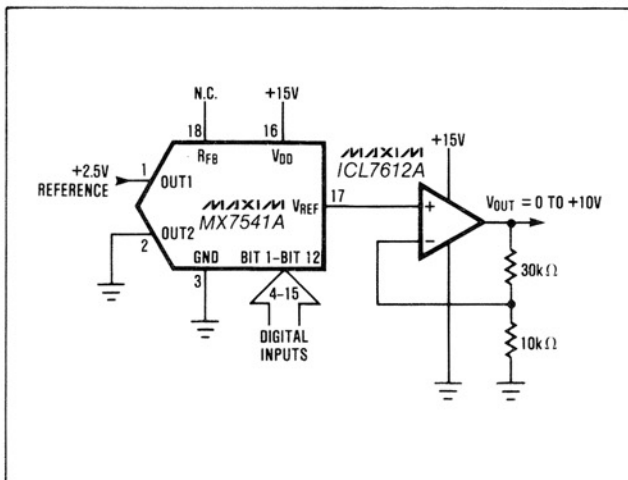 N.C.
+15V
18
16
RFB
VDD
MAXIM
ICL7612A
+15V
+2.5V
REFERENCE
1
OUT1
MAXIM
MX7541A
VREF
17
+
−
VOUT = 0 TO +10V
2
OUT2
GND
BIT 1–BIT 12
3
4-15
DIGITAL
INPUTS
30kΩ
10kΩ